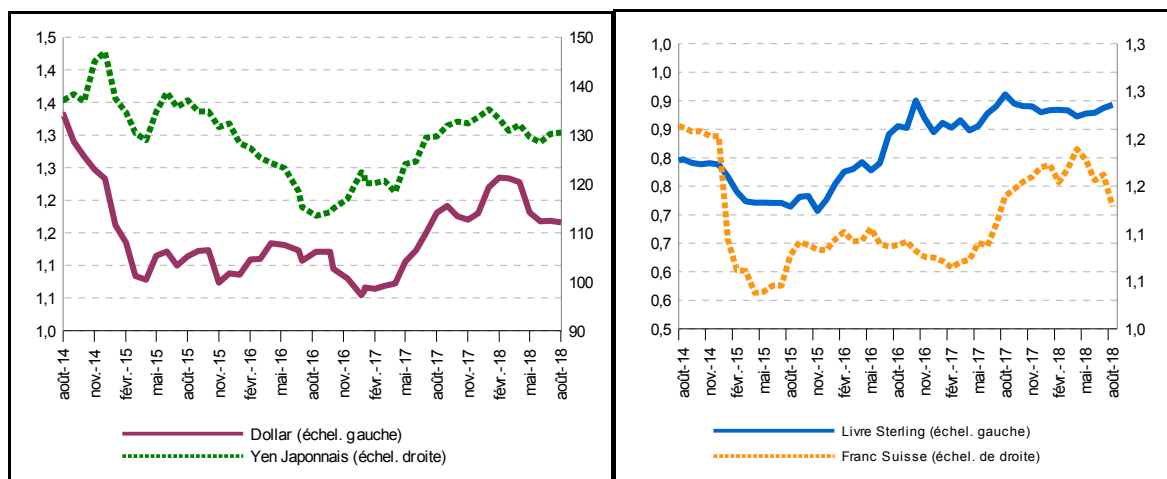 1,5
1,4
1,4
1,3
1,3
1,2
1,2
1,1
1,1
1,0
150
140
130
120
110
100
90
août- 14
nov.- 14
févr.- 15
mai- 15
août- 15
nov.- 15
févr.- 16
mai- 16
août- 16
nov.- 16
févr.- 17
mai- 17
août- 17
nov.- 17
févr.- 18
mai- 18
août- 18
Dollar (échel. gauche)
Yen Japonnais (échel. droite)
1,0
1,0
0,9
0,9
0,8
0,8
0,7
0,7
0,6
0,6
0,5
1,3
1,3
1,2
1,2
1,1
1,1
1,0
août- 14
nov.- 14
févr.- 15
mai- 15
août- 15
nov.- 15
févr.- 16
mai- 16
août- 16
nov.- 16
févr.- 17
mai- 17
août- 17
nov.- 17
févr.- 18
mai- 18
août- 18
Livre Sterling (échel. gauche)
Franc Suisse (échel. de droite)